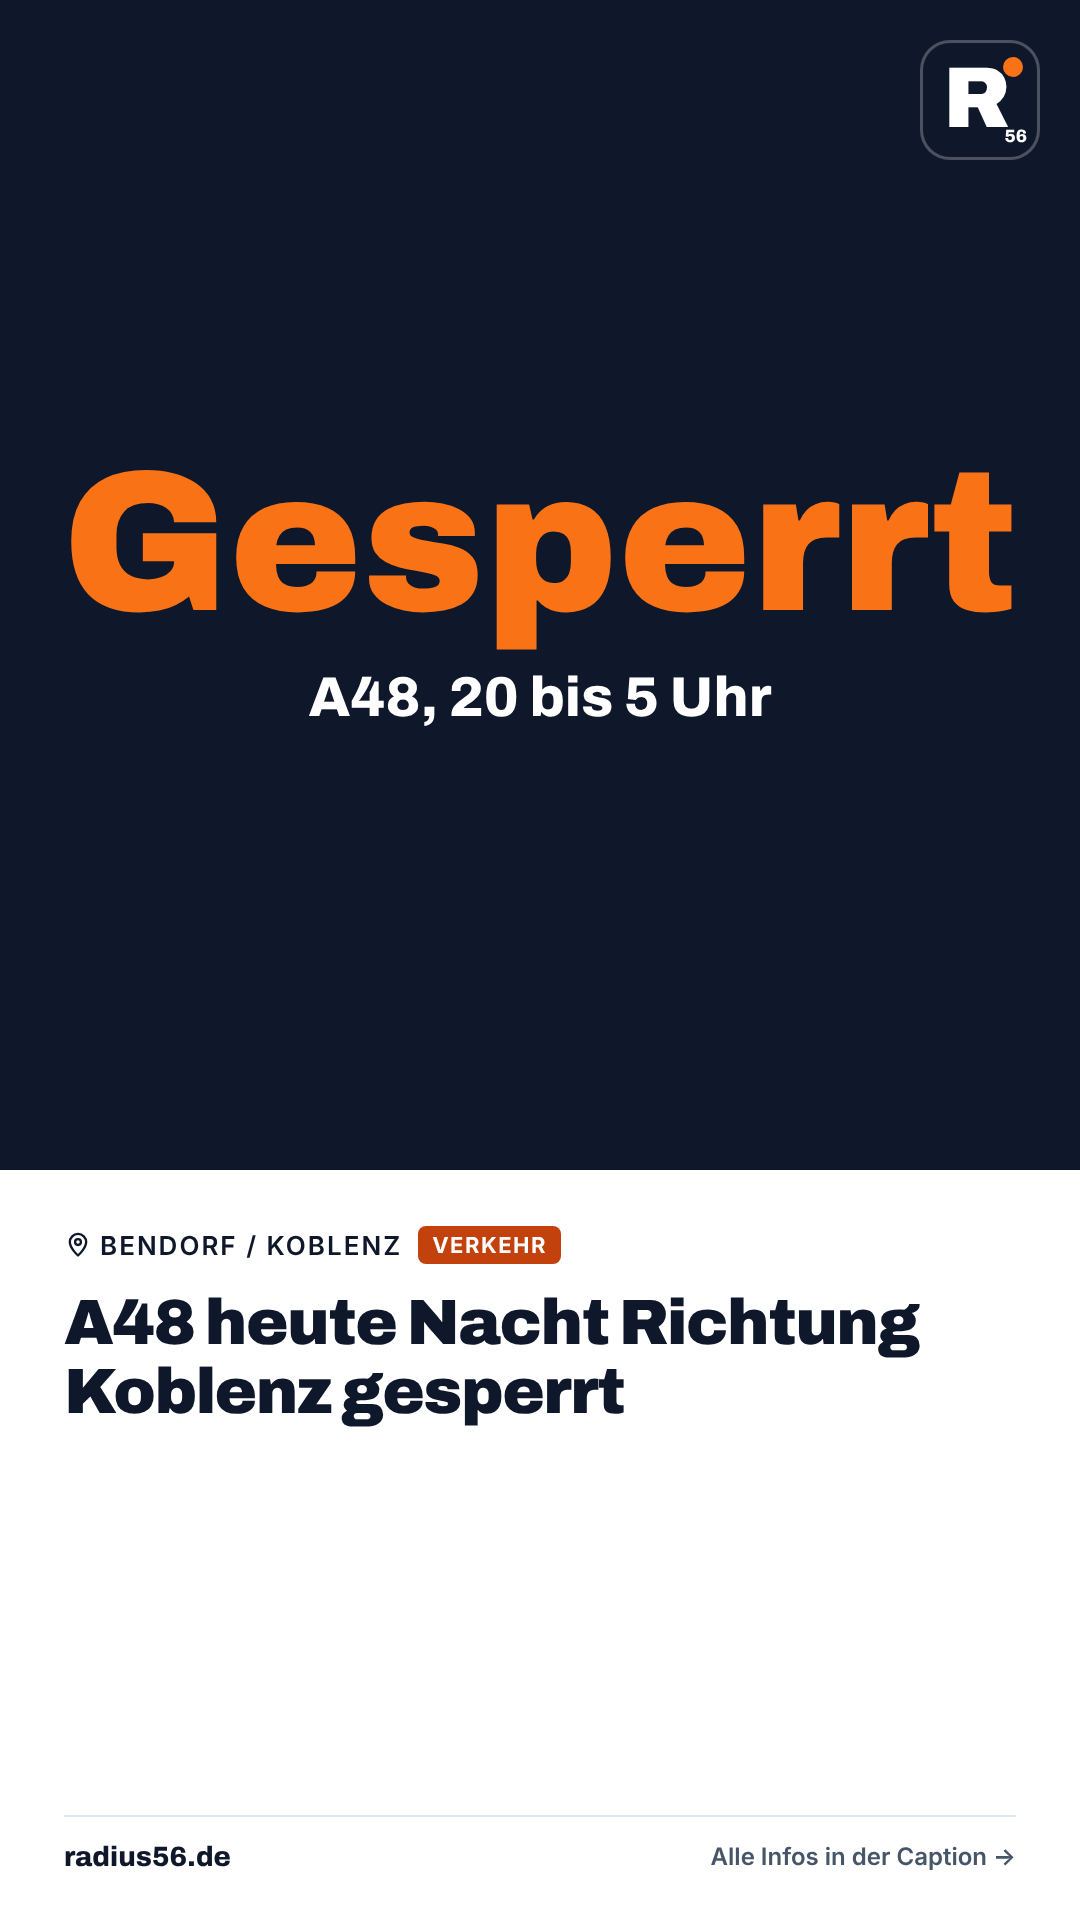 R
56
Gesperrt
A48, 20 bis 5 Uhr
BENDORF / KOBLENZ VERKEHR
A48 heute Nacht Richtung
Koblenz gesperrt
radius56.de Alle Infos in der Caption →